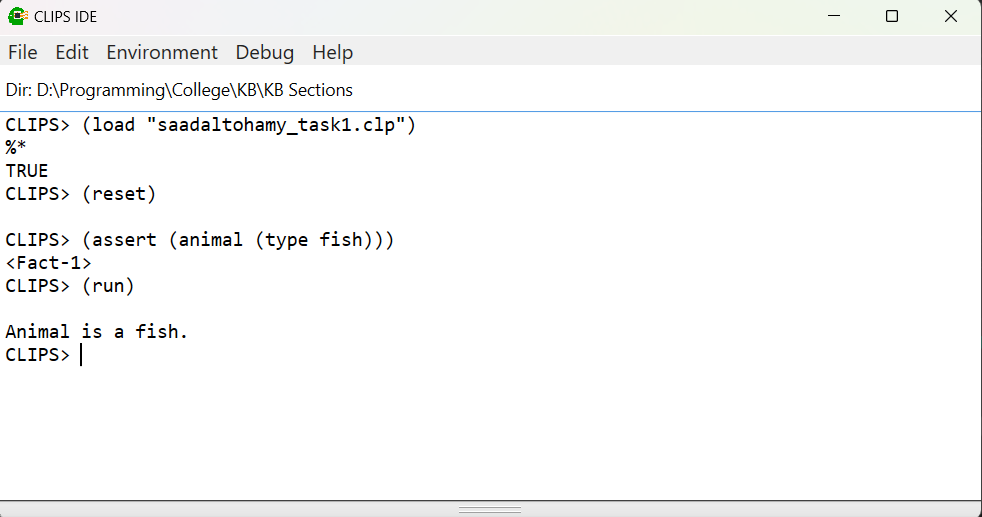 CLIPS IDE
File Edit Environment Debug Help
Dir: D:\Programming\College\KB\KB Sections
CLIPS> (load "saadaltohamy_task1.clp")
%*
TRUE
CLIPS> (reset)
CLIPS> (assert (animal (type fish)))
<Fact-1>
CLIPS> (run)
Animal is a fish.
CLIPS>